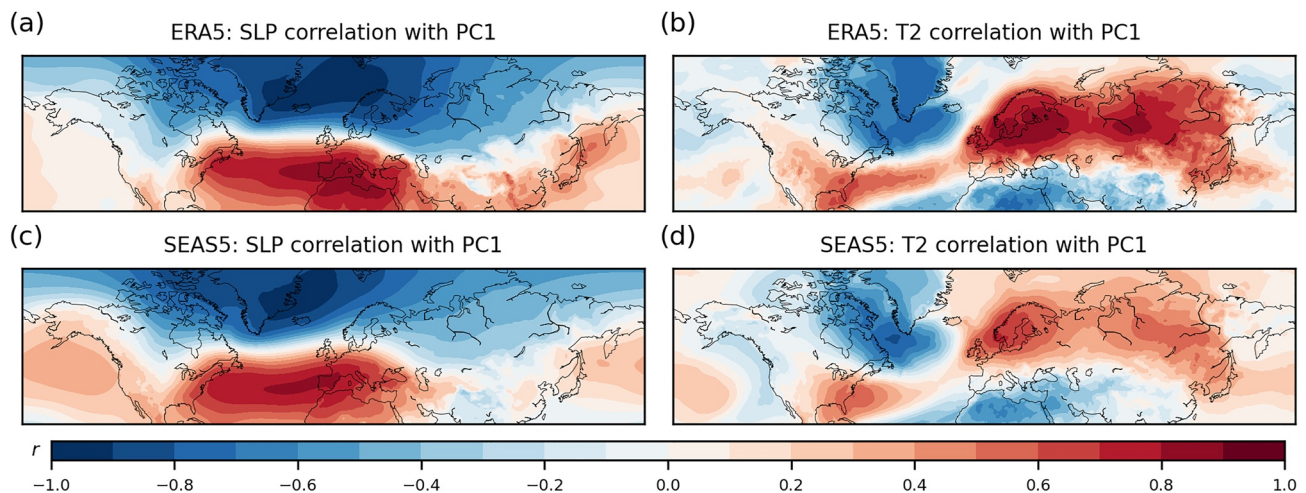 (a) ERA5: SLP correlation with PC1
(b) ERA5: T2 correlation with PC1
(c) SEAS5: SLP correlation with PC1
(d) SEAS5: T2 correlation with PC1
r
−1.0 −0.8 −0.6 −0.4 −0.2 0.0 0.2 0.4 0.6 0.8 1.0